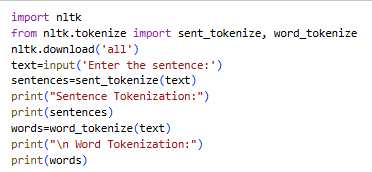 import nltk
from nltk.tokenize import sent_tokenize, word_tokenize
nltk.download('all')
text=input('Enter the sentence:')
sentences=sent_tokenize(text)
print("Sentence Tokenization:")
print(sentences)
words=word_tokenize(text)
print("\n Word Tokenization:")
print(words)